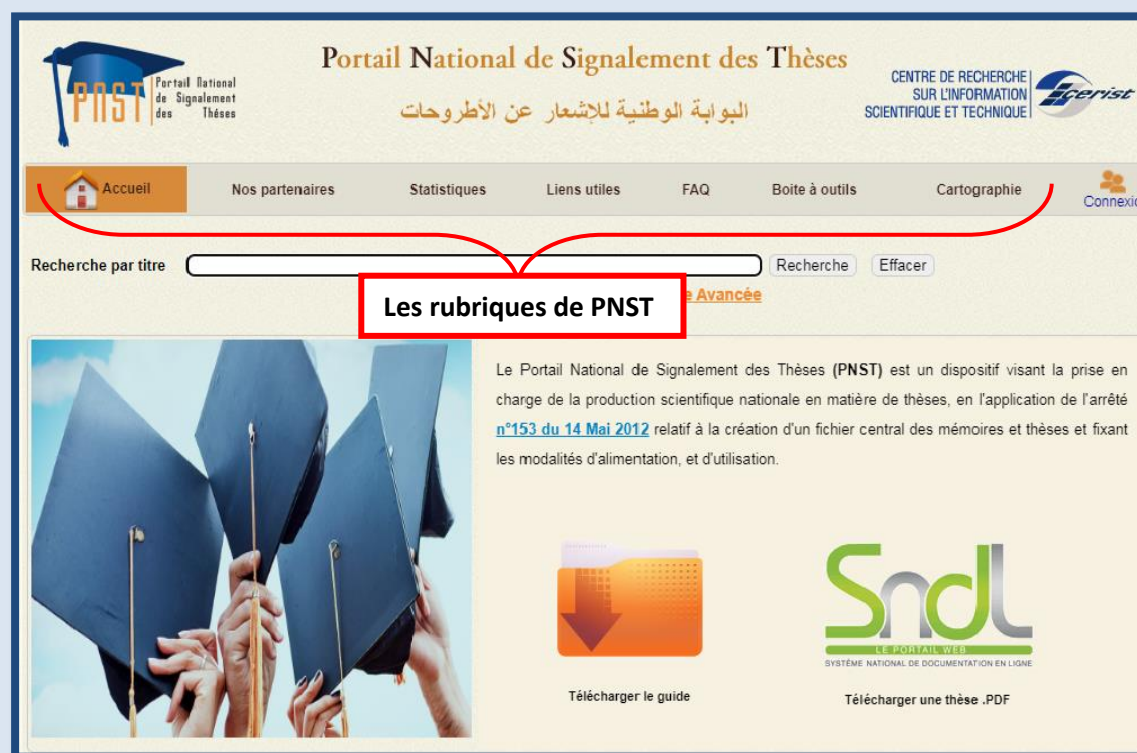 Portail National de Signalement des Thèses
البوابة الوطنية للإشعار عن الأطروحات
PNST
Portail National
de Signalement
des Thèses
CENTRE DE RECHERCHE
SUR L'INFORMATION
SCIENTIFIQUE ET TECHNIQUE
cerist
Accueil Nos partenaires Statistiques Liens utiles FAQ Boite à outils Cartographie Connexio
Recherche par titre Recherche Effacer
e Avancée
Les rubriques de PNST
Le Portail National de Signalement des Thèses (PNST) est un dispositif visant la prise en
charge de la production scientifique nationale en matière de thèses, en l'application de l'arrêté
n°153 du 14 Mai 2012 relatif à la création d'un fichier central des mémoires et thèses et fixant
les modalités d'alimentation, et d'utilisation.
Sndl
LE PORTAIL WEB
SYSTÈME NATIONAL DE DOCUMENTATION EN LIGNE
Télécharger le guide
Télécharger une thèse .PDF